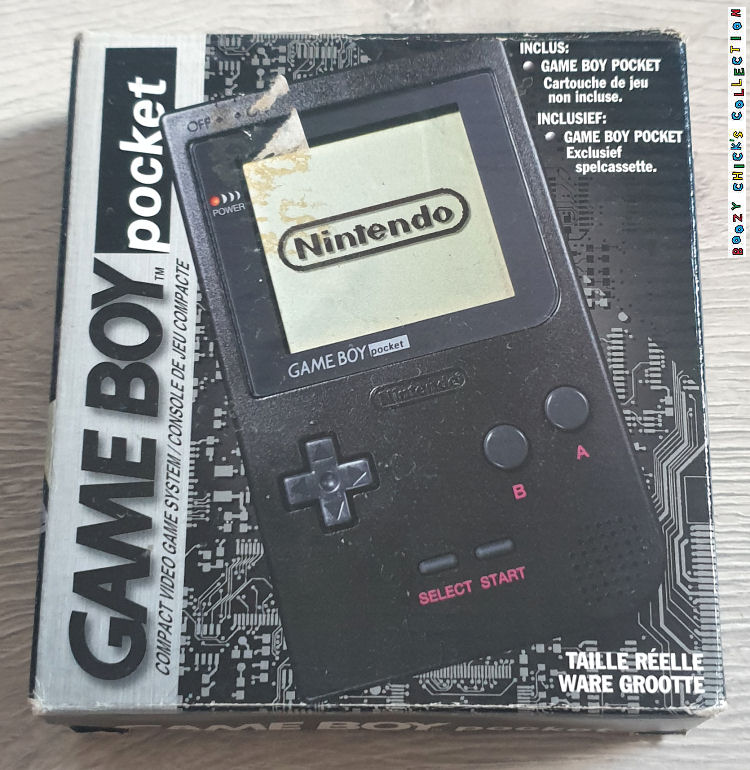 GAME BOY pocket
TM
COMPACT VIDEO GAME SYSTEM / CONSOLE DE JEU COMPACTE
INCLUS:
GAME BOY POCKET
Cartouche de jeu
non incluse.
INCLUSIEF:
GAME BOY POCKET
Exclusief
spelcassette.
OFF
POWER
Nintendo
GAME BOY pocket
Nintendo®
A
B
SELECT START
TAILLE RÉELLE
WARE GROOTTE
GAME BOY pocket
BOOZY CHICK'S COLLECTION